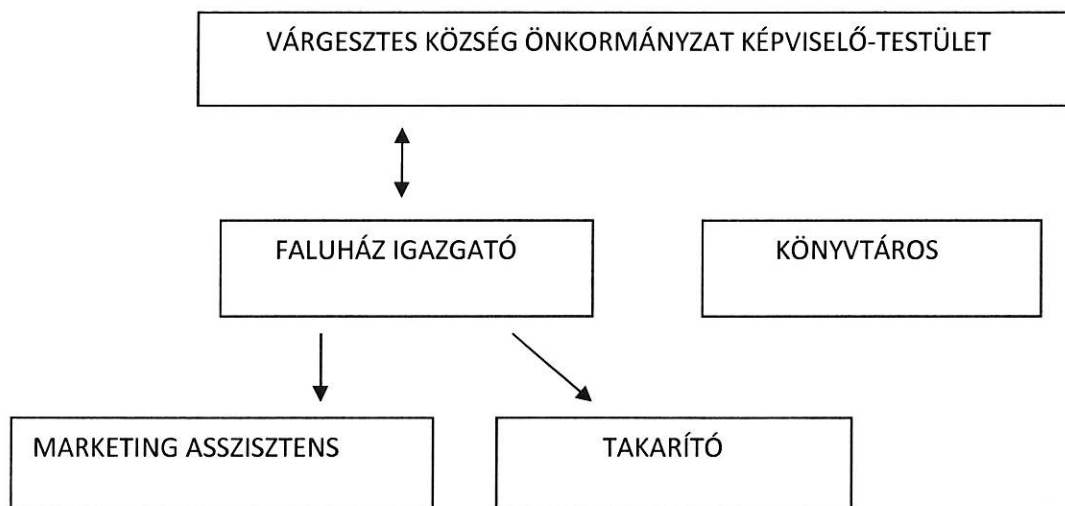 VÁRGESZTES KÖZSÉG ÖNKORMÁNYZAT KÉPVISELŐ-TESTÜLET
FALUHÁZ IGAZGATÓ
KÖNYVTÁROS
MARKETING ASSZISZTENS
TAKARÍTÓ